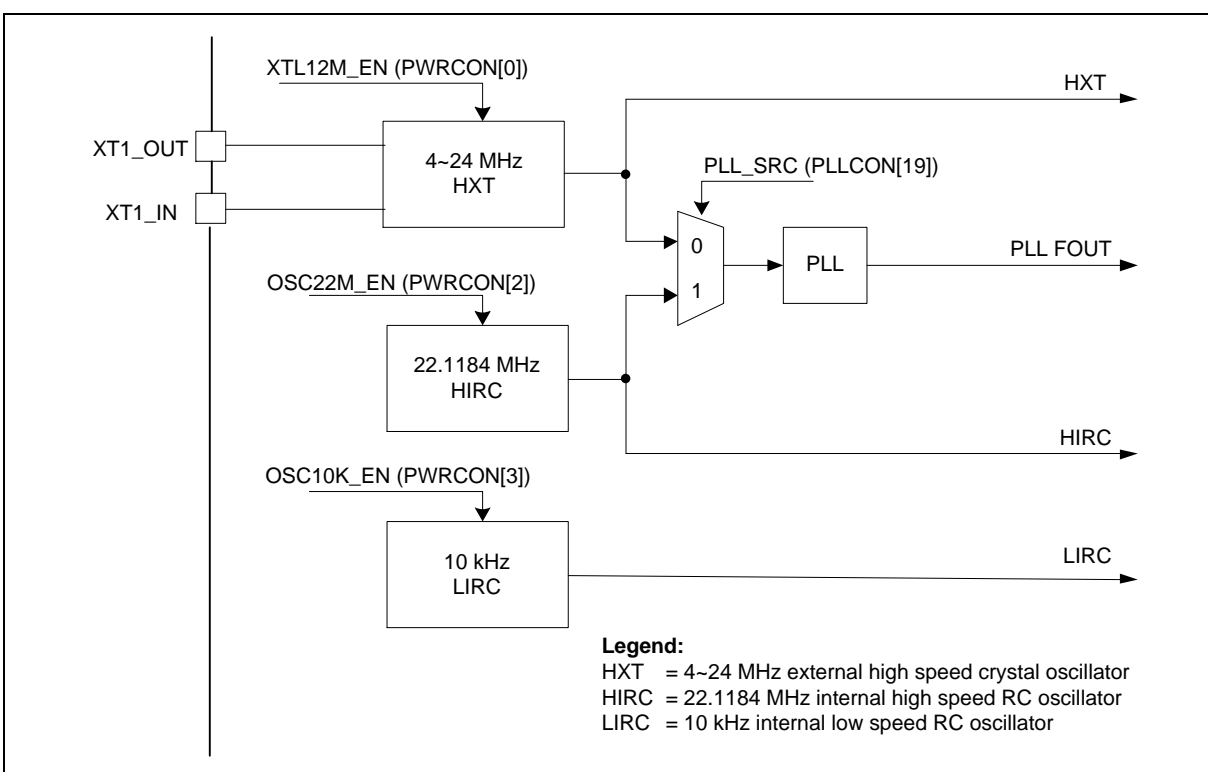 XTL12M_EN (PWRCON[0])
HXT
XT1_OUT
4~24 MHz
HXT
PLL_SRC (PLLCON[19])
XT1_IN
0
PLL
PLL FOUT
1
OSC22M_EN (PWRCON[2])
22.1184 MHz
HIRC
HIRC
OSC10K_EN (PWRCON[3])
10 kHz
LIRC
LIRC
Legend:
HXT = 4~24 MHz external high speed crystal oscillator
HIRC = 22.1184 MHz internal high speed RC oscillator
LIRC = 10 kHz internal low speed RC oscillator